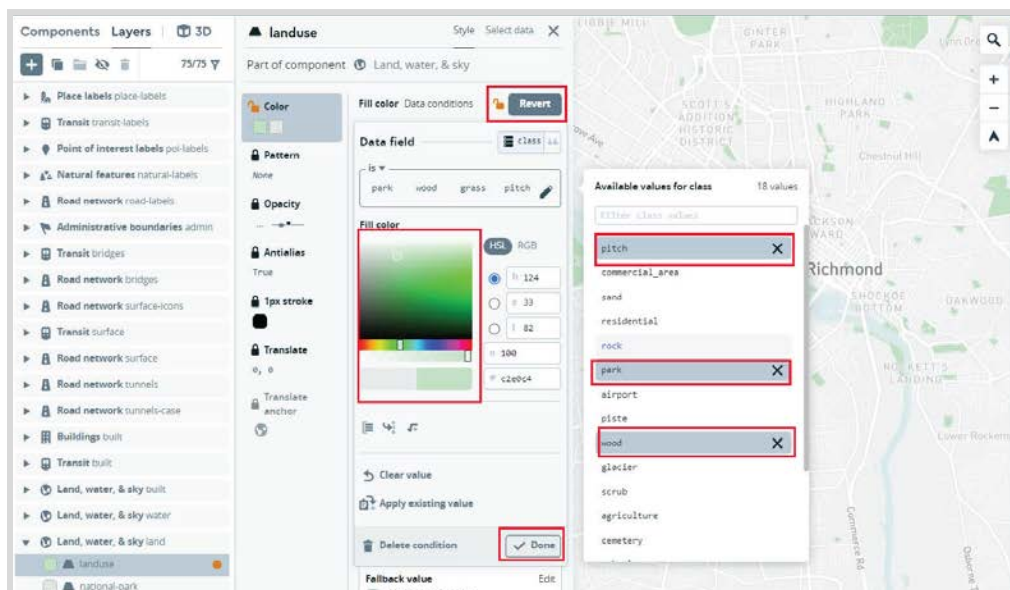 Components Layers 3D
75/75
Place labels place-labels
Transit transit-labels
Point of interest labels poi-labels
Natural features natural-labels
Road network road-labels
Administrative boundaries admin
Transit bridges
Road network bridges
Road network surface-icons
Transit surface
Road network surface
Road network tunnels
Road network tunnels-case
Buildings built
Transit built
Land, water, & sky built
Land, water, & sky water
Land, water, & sky land
landuse
national-park
landuse Style Select data
Part of component Land, water, & sky
Color
Pattern
None
Opacity
...
Antialias
True
1px stroke
Translate
0, 0
Translate
anchor
Fill color Data conditions Revert
Data field class
is
park wood grass pitch
Fill color
HSL RGB
h 124
s 33
l 82
100
# c2e0c4
Clear value
Apply existing value
Delete condition Done
Fallback value Edit
Available values for class 18 values
Filter class values
pitch
commercial_area
sand
residential
rock
park
airport
piste
wood
glacier
scrub
agriculture
cemetery
GINTER
PARK
SCOTT'S
ADDITION
HISTORIC
DISTRICT
HIGHLAND
PARK
Chestnut Hill
JACKSON
WARD
Richmond
SHOCKOE
BOTTOM
OAKWOOD
ROCKETT'S
LANDING
Commerce Rd
Osborne T